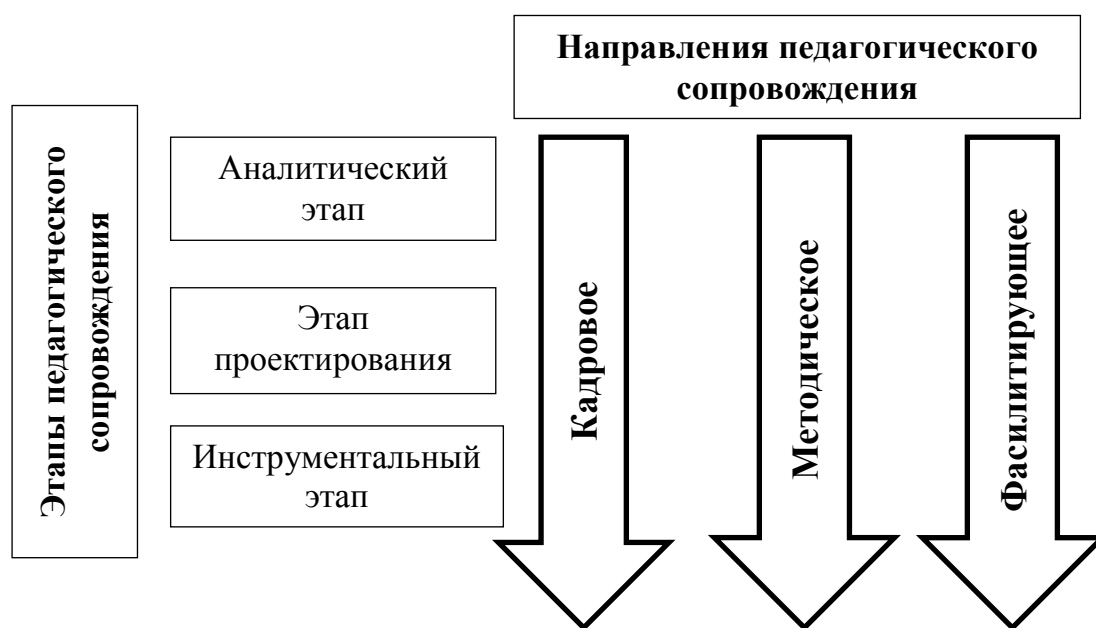 Направления педагогического
сопровождения
Этапы педагогического
сопровождения
Аналитический
этап
Этап
проектирования
Инструментальный
этап
Кадровое
Методическое
Фасилитирующее